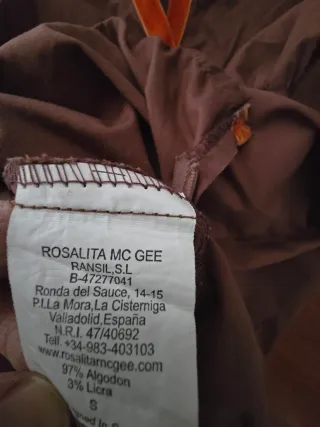 ROSALITA MC GEE
RANSIL,S.L
B-47277041
Ronda del Sauce, 14-15
P.I.La Mora,La Cisterniga
Valladolid,España
N.R.I. 47/40692
Telf. +34-983-403103
www.rosalitamcgee.com
97% Algodon
3% Licra
S